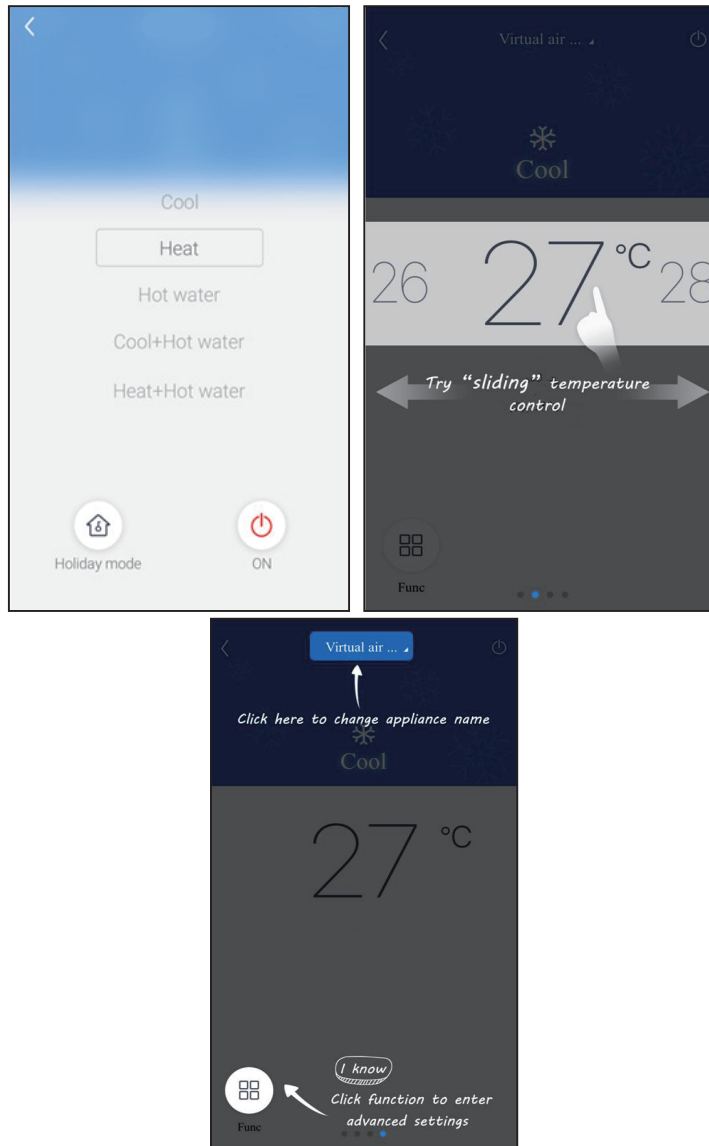 Cool
Heat
Hot water
Cool+Hot water
Heat+Hot water
Holiday mode
ON
Virtual air ...
Cool
26 27 °C 28
Try “sliding” temperature
control
Func
Virtual air ...
Click here to change appliance name
Cool
27 °C
I know
Click function to enter
advanced settings
Func